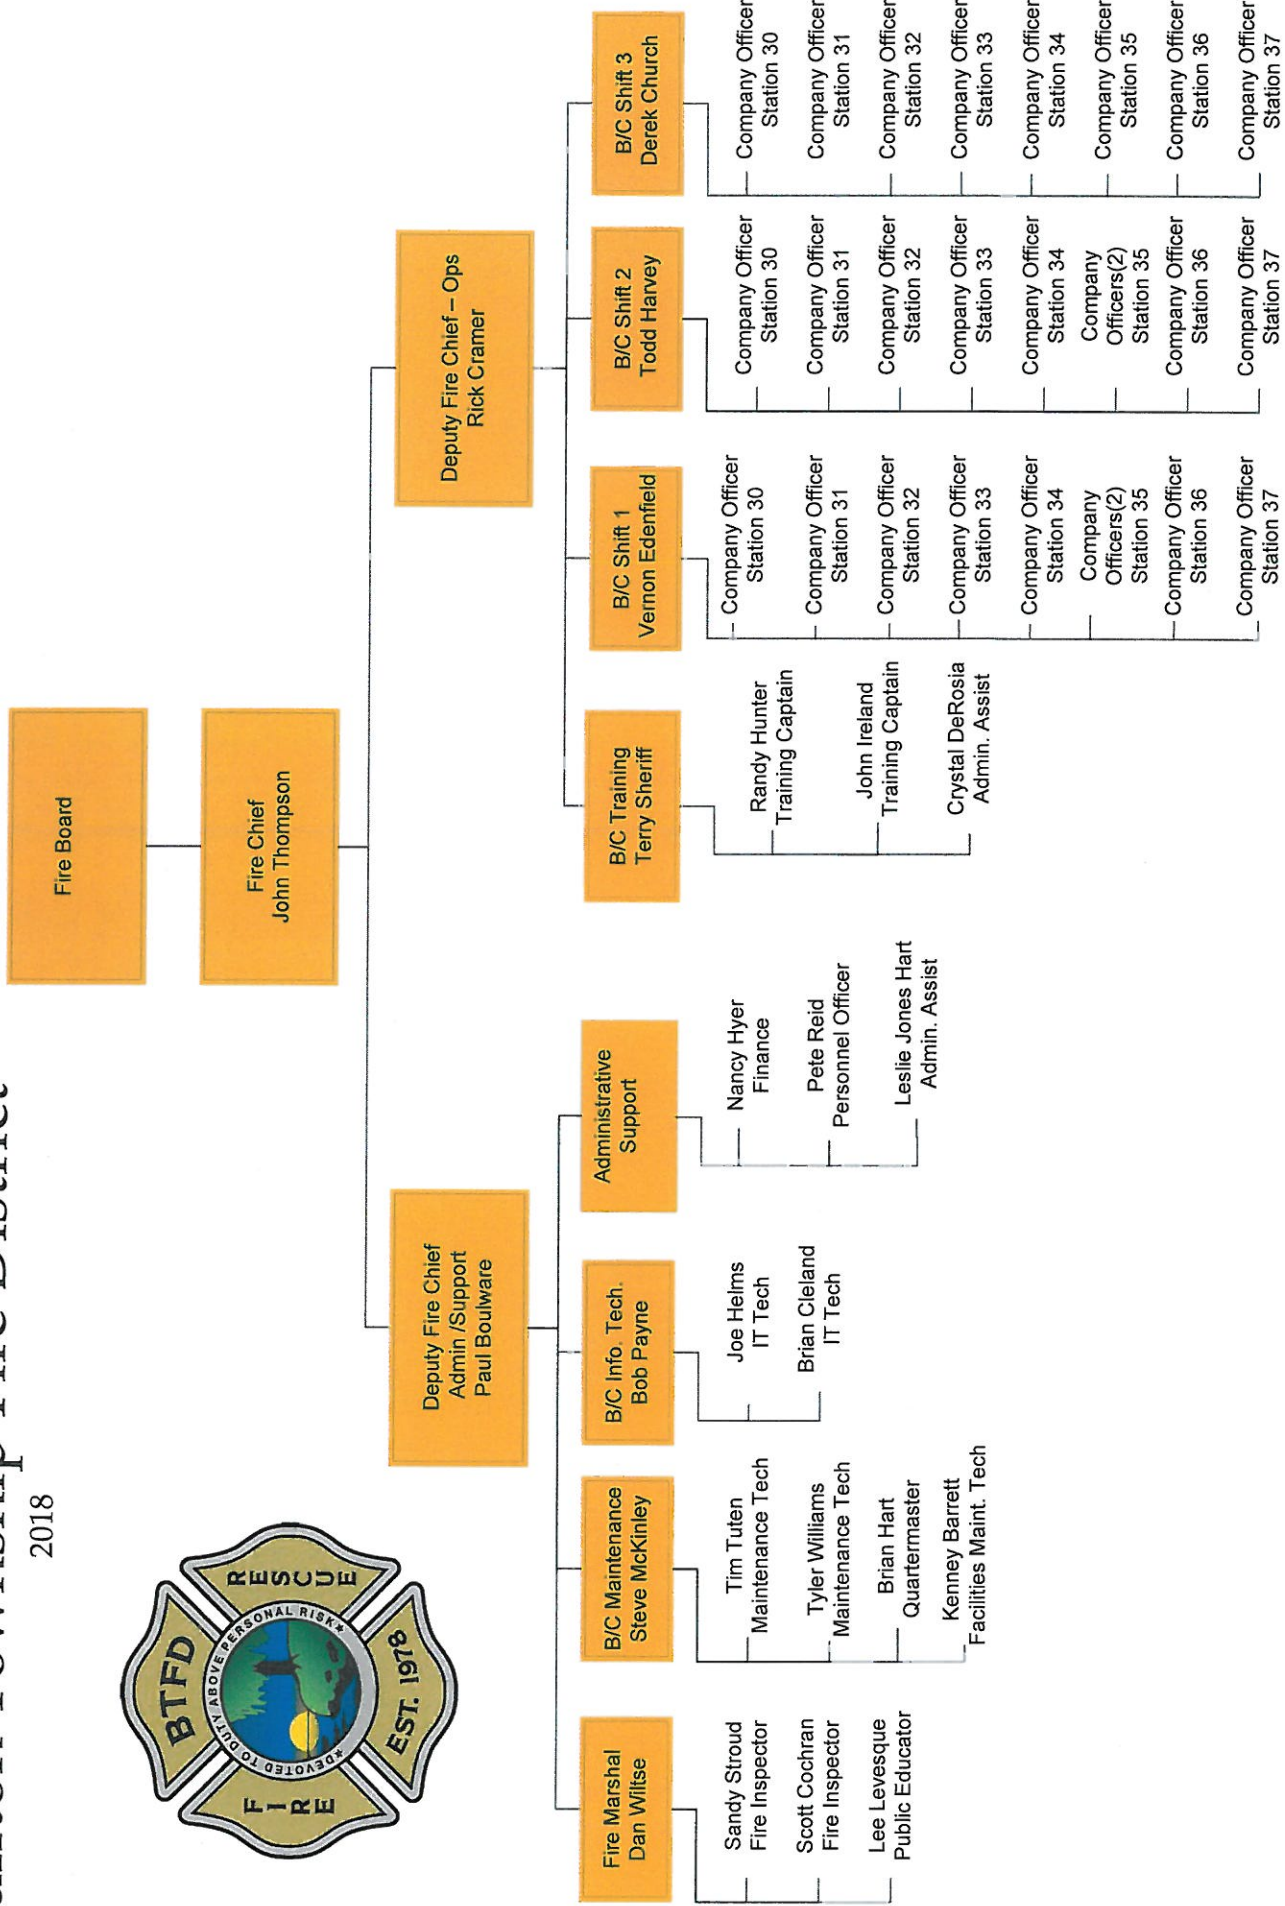 Township Fire District
2018
BTFD
FIRE
RESCUE
EST. 1978
★DEVOTED TO DUTY ABOVE PERSONAL RISK★
Fire Board
Fire Chief
John Thompson
Deputy Fire Chief
Admin /Support
Paul Boulware
Deputy Fire Chief – Ops
Rick Cramer
Fire Marshal
Dan Wiltse
Sandy Stroud
Fire Inspector
Scott Cochran
Fire Inspector
Lee Levesque
Public Educator
B/C Maintenance
Steve McKinley
Tim Tuten
Maintenance Tech
Tyler Williams
Maintenance Tech
Brian Hart
Quartermaster
Kenney Barrett
Facilities Maint. Tech
B/C Info. Tech.
Bob Payne
Joe Helms
IT Tech
Brian Cleland
IT Tech
Administrative
Support
Nancy Hyer
Finance
Pete Reid
Personnel Officer
Leslie Jones Hart
Admin. Assist
B/C Training
Terry Sheriff
Randy Hunter
Training Captain
John Ireland
Training Captain
Crystal DeRosia
Admin. Assist
B/C Shift 1
Vernon Edenfield
Company Officer
Station 30
Company Officer
Station 31
Company Officer
Station 32
Company Officer
Station 33
Company Officer
Station 34
Company
Officers(2)
Station 35
Company Officer
Station 36
Company Officer
Station 37
B/C Shift 2
Todd Harvey
Company Officer
Station 30
Company Officer
Station 31
Company Officer
Station 32
Company Officer
Station 33
Company Officer
Station 34
Company
Officers(2)
Station 35
Company Officer
Station 36
Company Officer
Station 37
B/C Shift 3
Derek Church
Company Officer
Station 30
Company Officer
Station 31
Company Officer
Station 32
Company Officer
Station 33
Company Officer
Station 34
Company Officer
Station 35
Company Officer
Station 36
Company Officer
Station 37